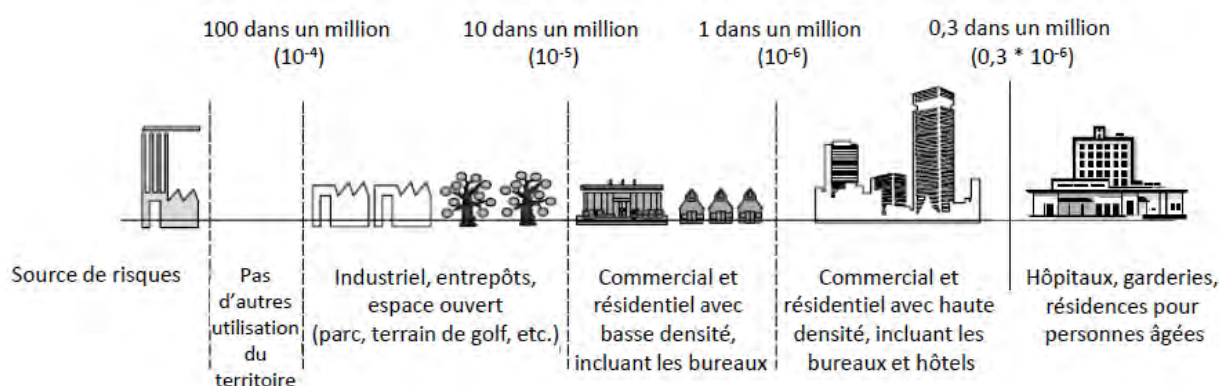 100 dans un million
(10⁻⁴)
10 dans un million
(10⁻⁵)
1 dans un million
(10⁻⁶)
0,3 dans un million
(0,3 * 10⁻⁶)
Source de risques
Pas
d'autres
utilisation
du
territoire
Industriel, entrepôts,
espace ouvert
(parc, terrain de golf, etc.)
Commercial et
résidentiel avec
basse densité,
incluant les bureaux
Commercial et
résidentiel avec haute
densité, incluant les
bureaux et hôtels
Hôpitaux, garderies,
résidences pour
personnes âgées